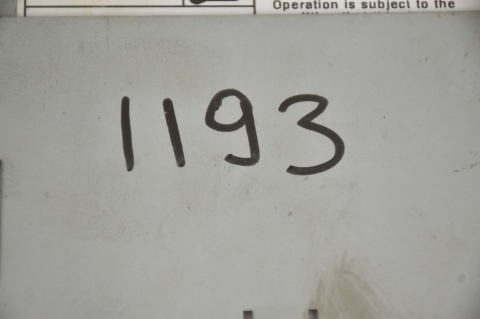 Operation is subject to the
1193